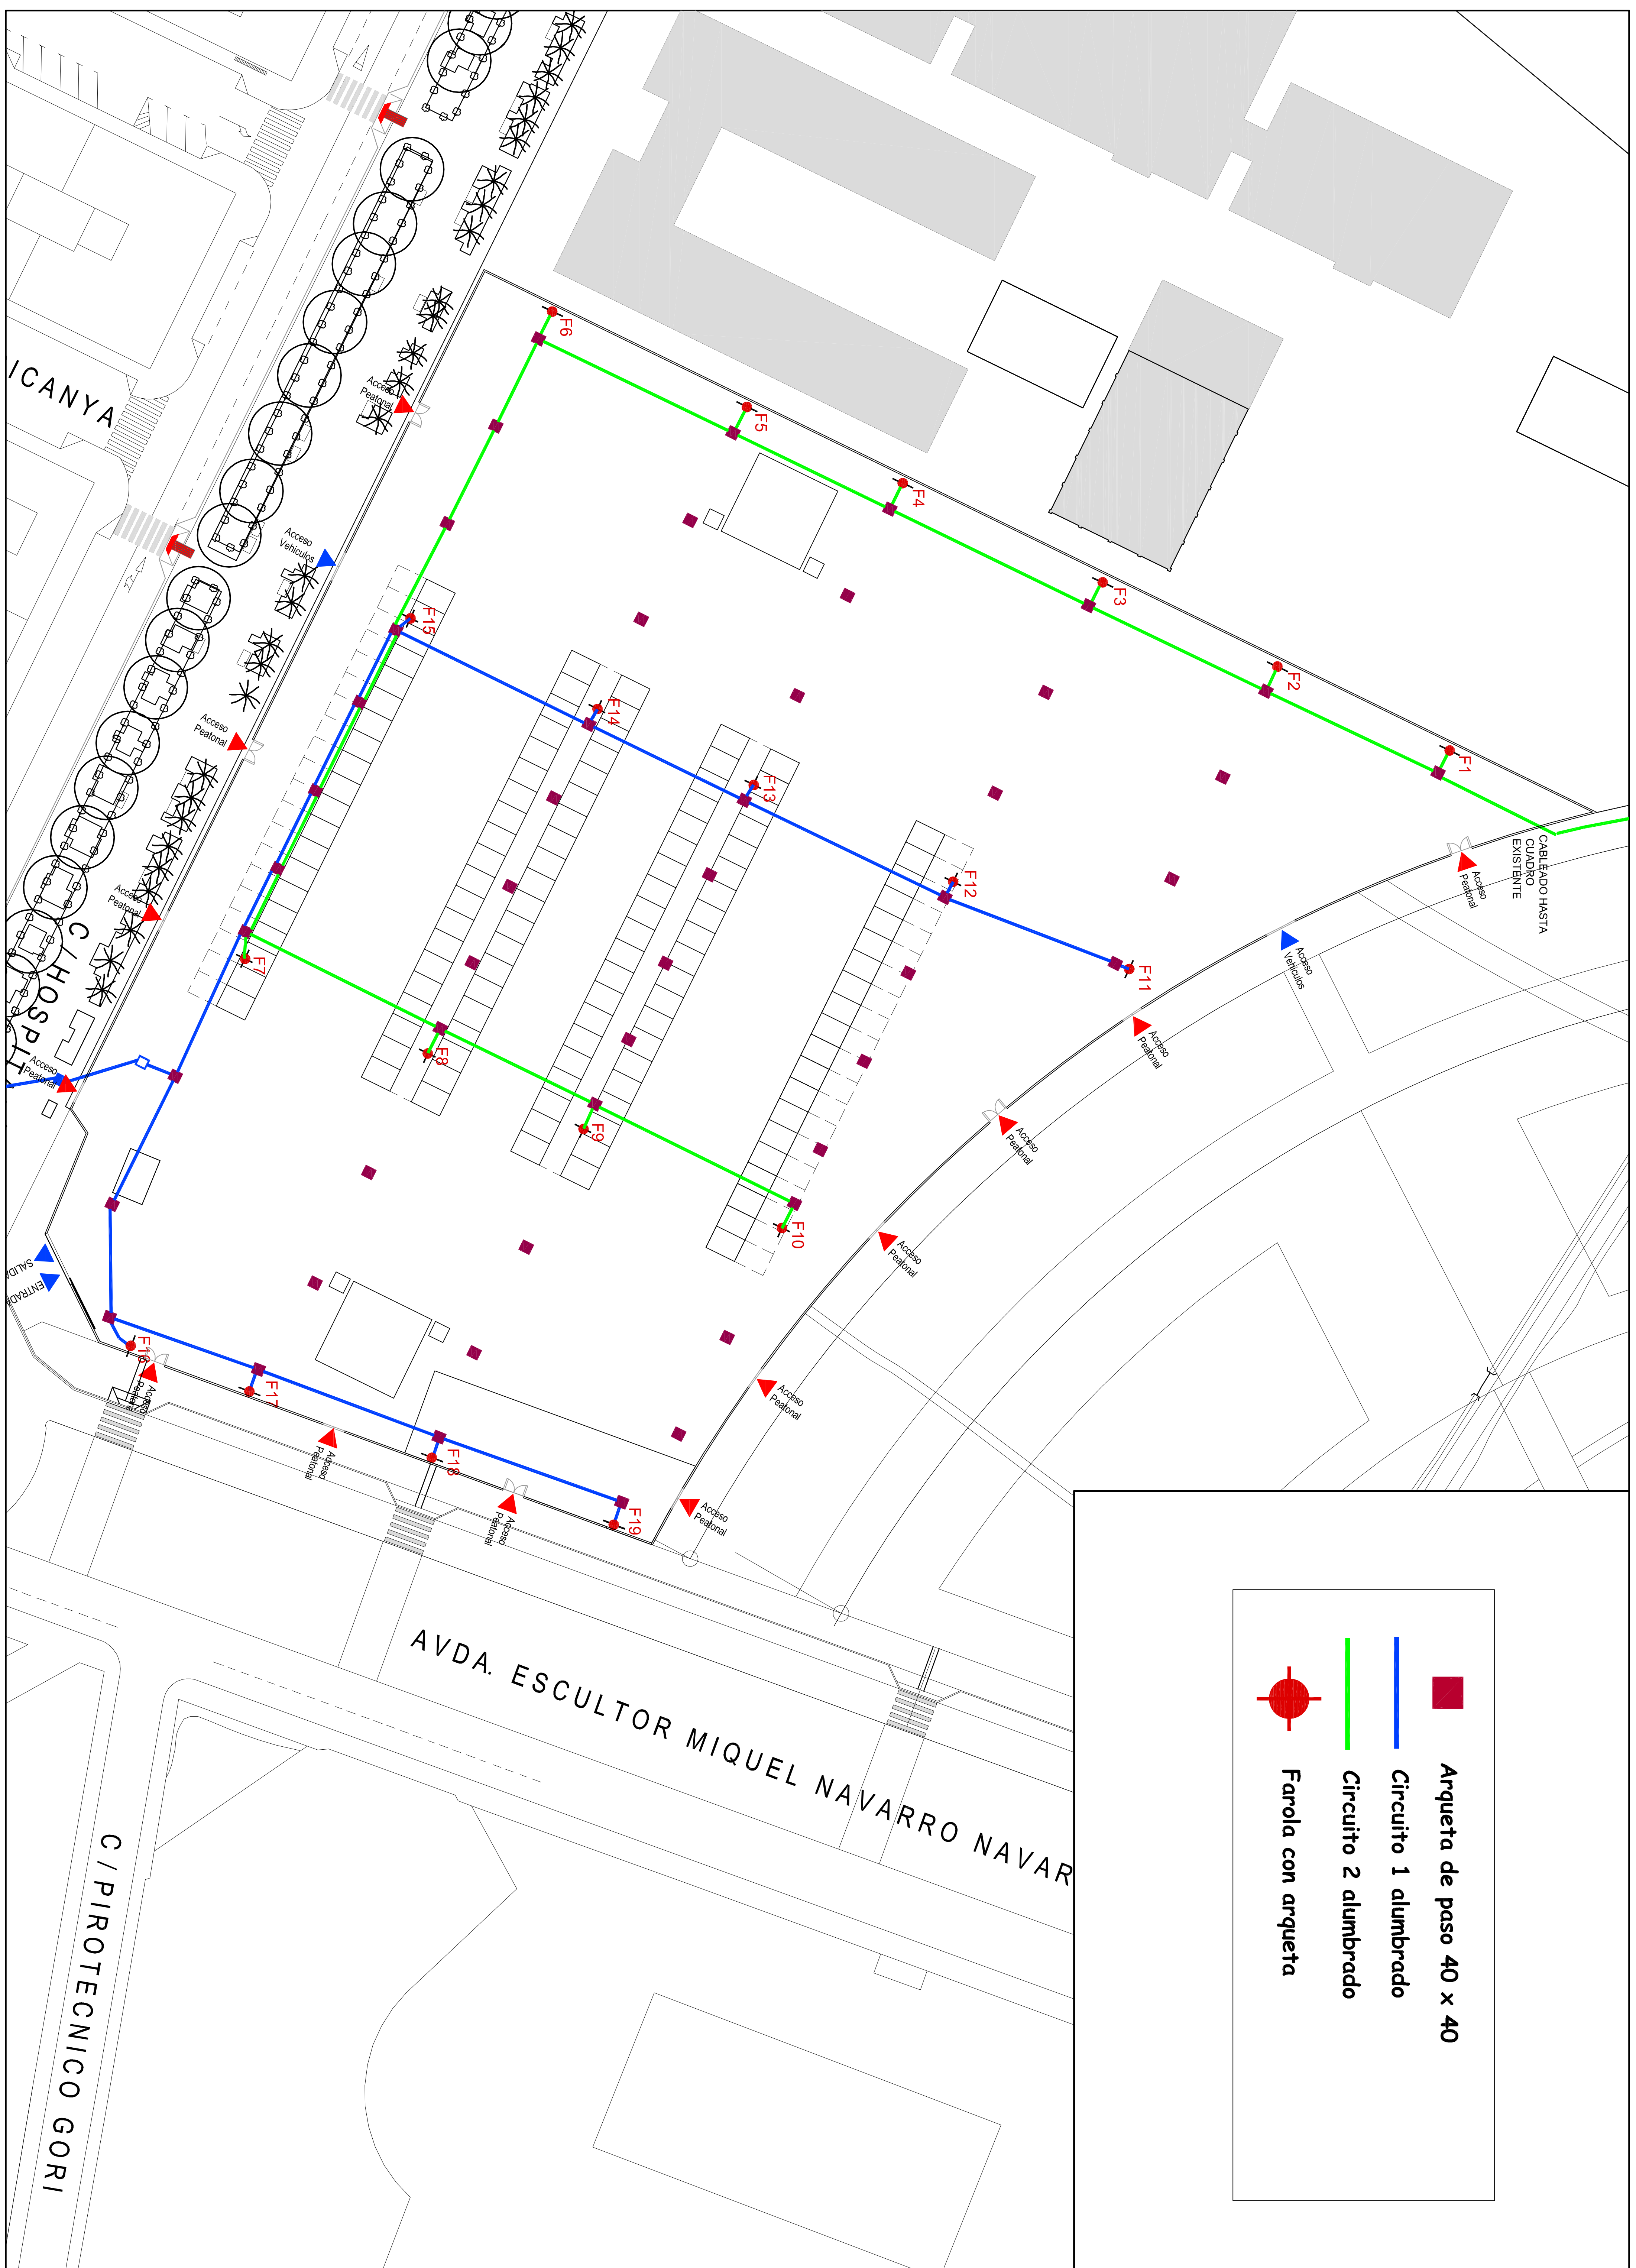 ICANYA
C/HOSPIT
AVDA. ESCULTOR MIQUEL NAVARRO NAVAR
C/PIROTECNICO GORI
CABLEADO HASTA
CUADRO
EXISTENTE
F1
F2
F3
F4
F5
F6
F7
F8
F9
F10
F11
F12
F13
F14
F15
F16
F17
F18
F19
Acceso
Peatonal
Acceso
Vehiculos
Acceso
Peatonal
Acceso
Peatonal
Acceso
Peatonal
SALIDA
ENTRADA
Acceso
Peatonal
Acceso
Peatonal
Acceso
Peatonal
Acceso
Peatonal
Acceso
Peatonal
Acceso
Peatonal
Acceso
Peatonal
Acceso
Peatonal
Acceso
Vehiculos
Acceso
Peatonal
Arqueta de paso 40 x 40
Circuito 1 alumbrado
Circuito 2 alumbrado
Farola con arqueta